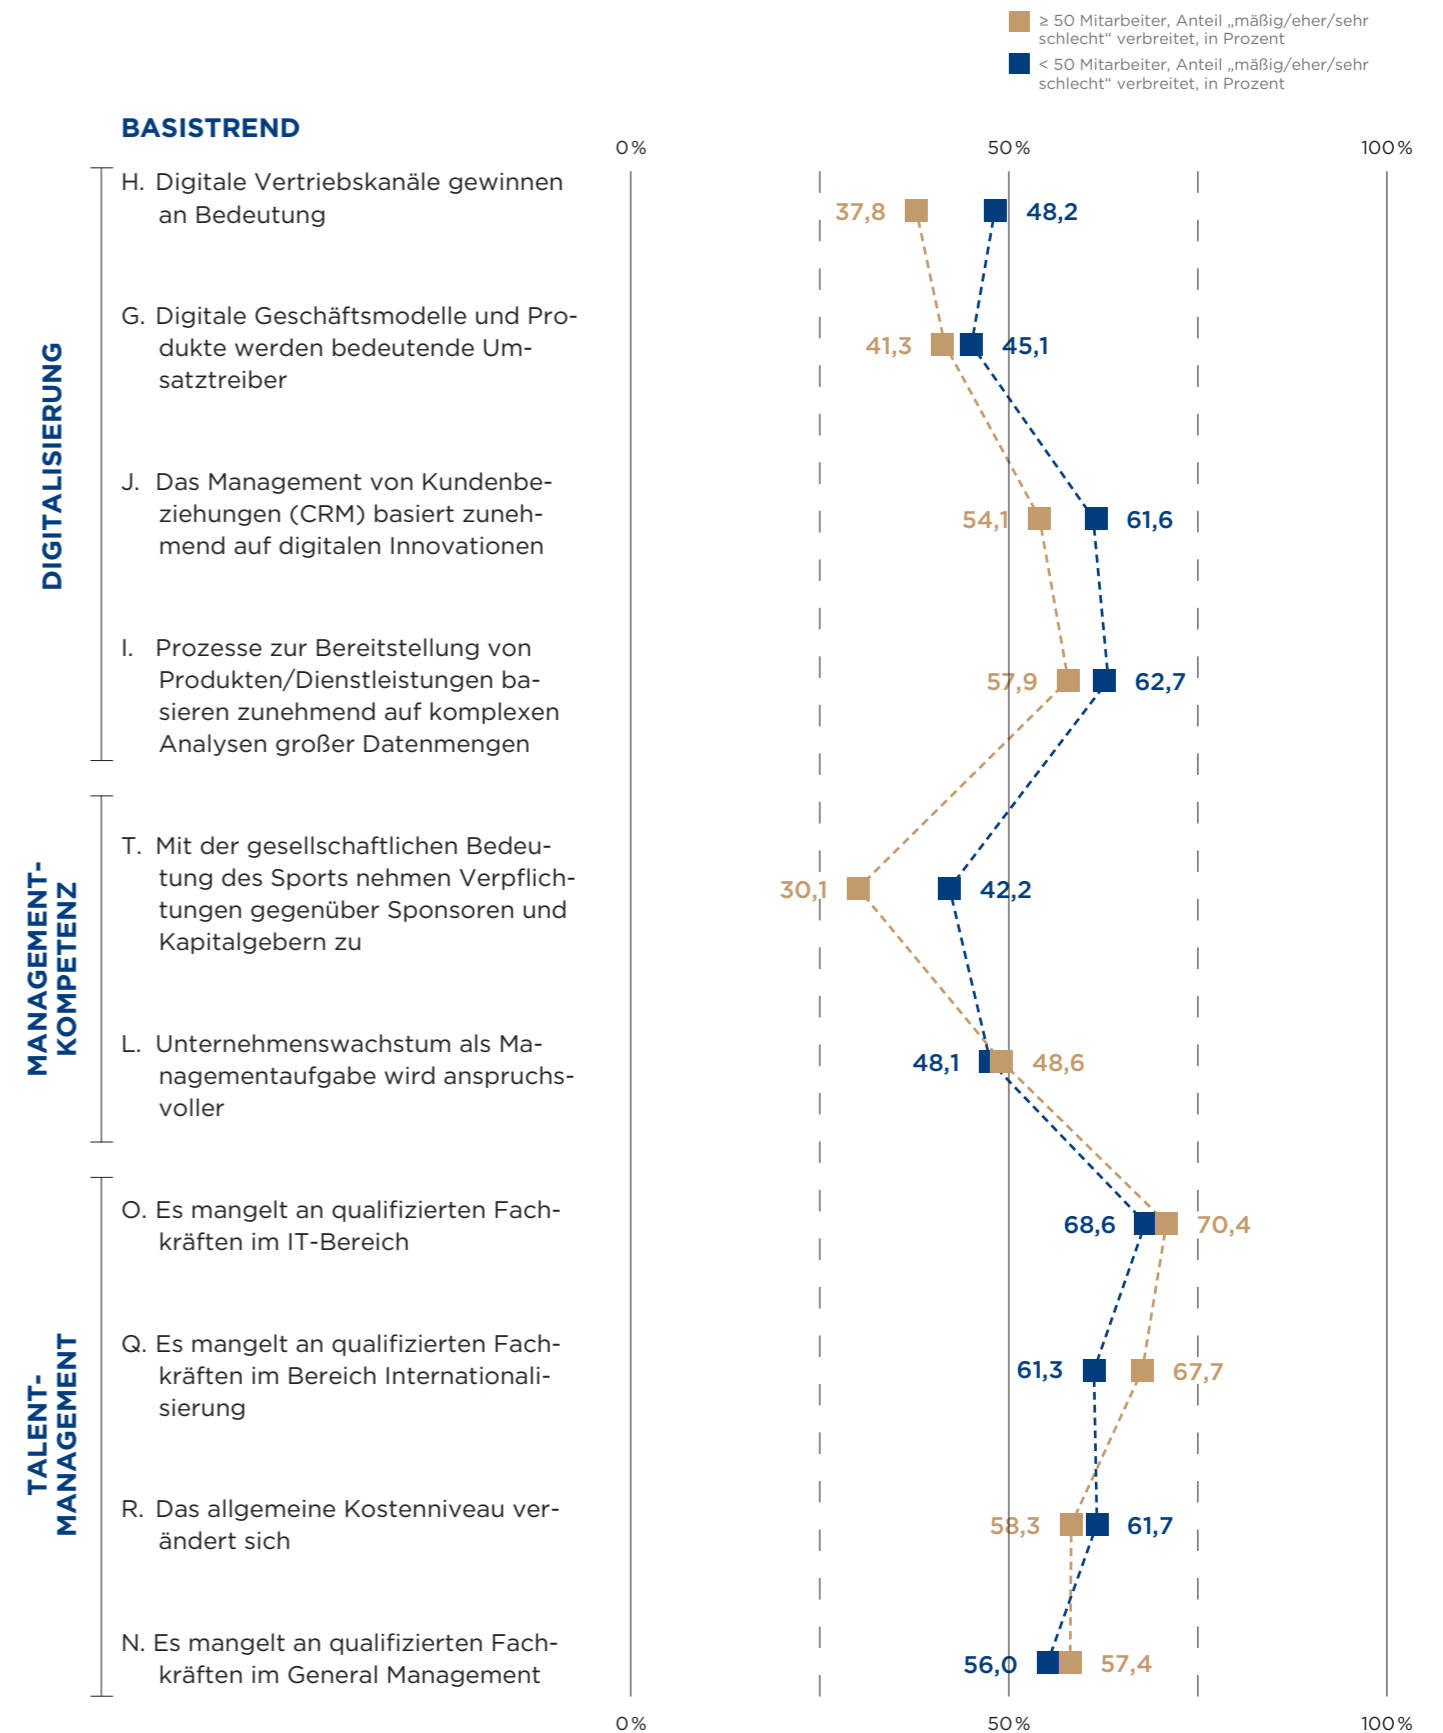 ≥ 50 Mitarbeiter, Anteil „mäßig/eher/sehr
schlecht“ verbreitet, in Prozent
< 50 Mitarbeiter, Anteil „mäßig/eher/sehr
schlecht“ verbreitet, in Prozent
BASISTREND
0 % 50 % 100 %
DIGITALISIERUNG
H. Digitale Vertriebskanäle gewinnen
an Bedeutung
37,8 48,2
G. Digitale Geschäftsmodelle und Pro-
dukte werden bedeutende Um-
satztreiber
41,3 45,1
J. Das Management von Kundenbe-
ziehungen (CRM) basiert zuneh-
mend auf digitalen Innovationen
54,1 61,6
I. Prozesse zur Bereitstellung von
Produkten/Dienstleistungen ba-
sieren zunehmend auf komplexen
Analysen großer Datenmengen
57,9 62,7
MANAGEMENT-
KOMPETENZ
T. Mit der gesellschaftlichen Bedeu-
tung des Sports nehmen Verpflich-
tungen gegenüber Sponsoren und
Kapitalgebern zu
30,1 42,2
L. Unternehmenswachstum als Ma-
nagementaufgabe wird anspruchs-
voller
48,1 48,6
TALENT-
MANAGEMENT
O. Es mangelt an qualifizierten Fach-
kräften im IT-Bereich
68,6 70,4
Q. Es mangelt an qualifizierten Fach-
kräften im Bereich Internationali-
sierung
61,3 67,7
R. Das allgemeine Kostenniveau ver-
ändert sich
58,3 61,7
N. Es mangelt an qualifizierten Fach-
kräften im General Management
56,0 57,4
0 % 50 % 100 %